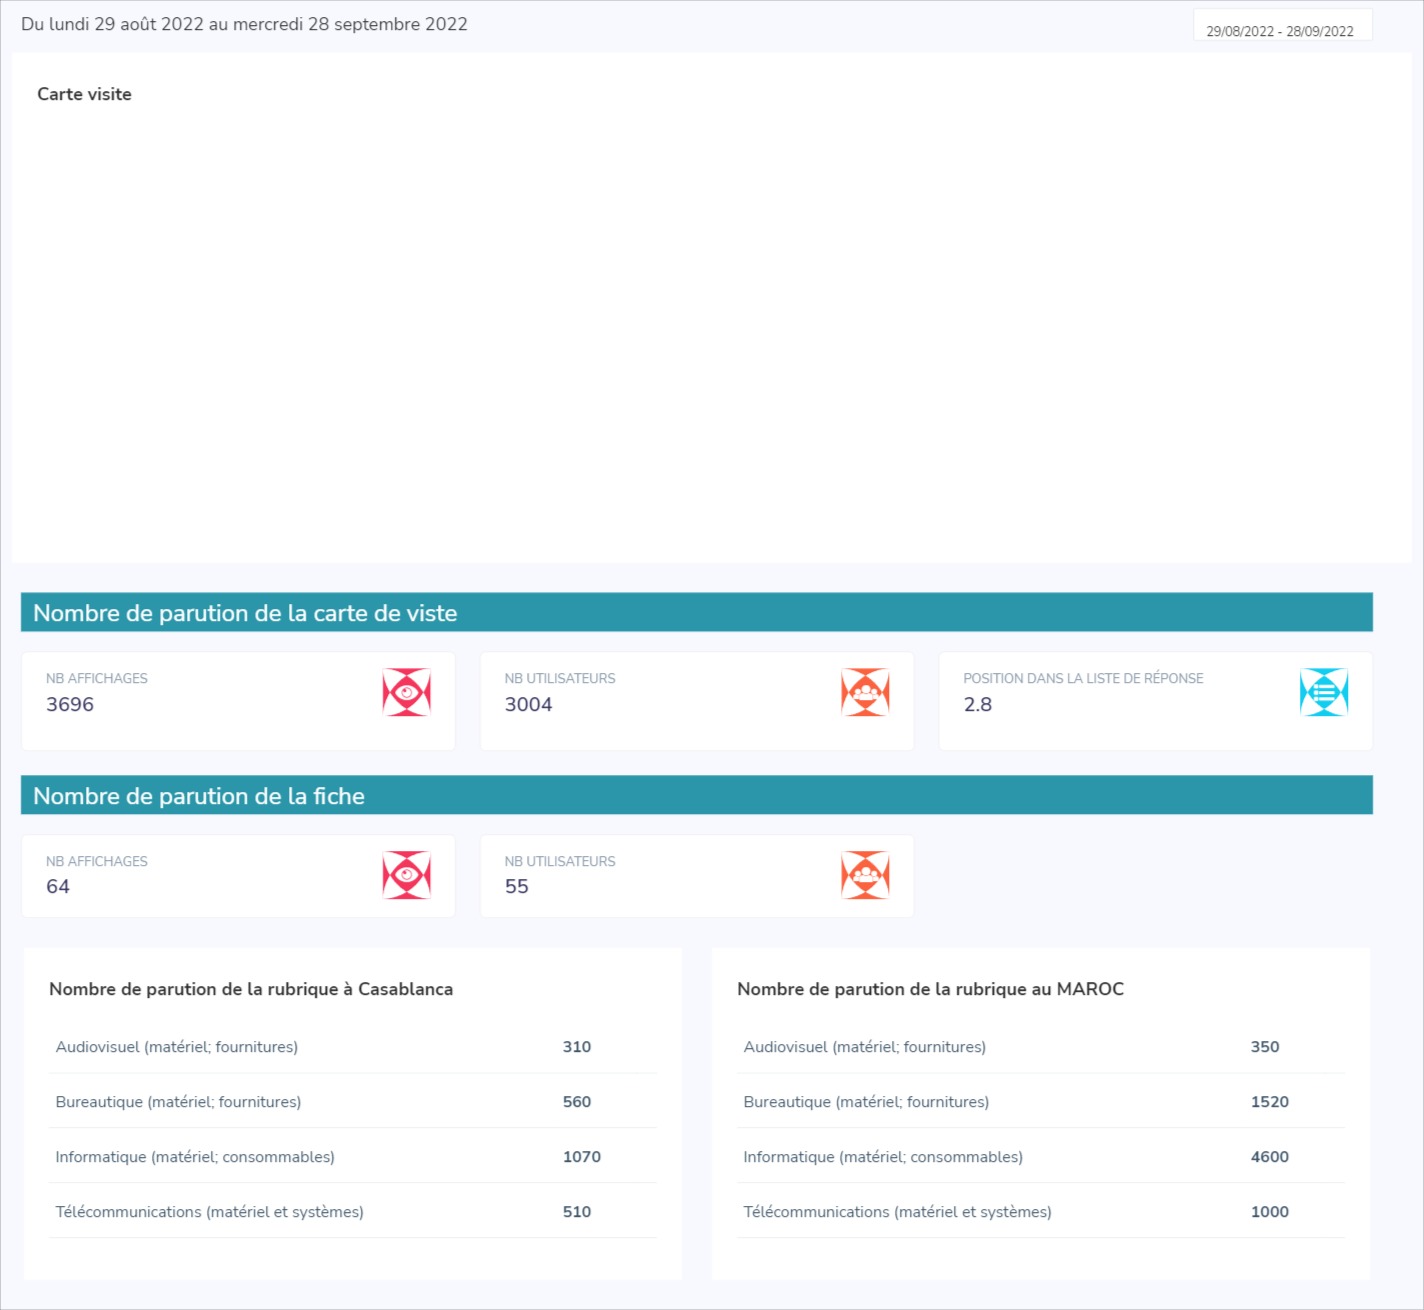 Du lundi 29 août 2022 au mercredi 28 septembre 2022
29/08/2022 - 28/09/2022
Carte visite
Nombre de parution de la carte de viste
NB AFFICHAGES
3696
NB UTILISATEURS
3004
POSITION DANS LA LISTE DE RÉPONSE
2.8
Nombre de parution de la fiche
NB AFFICHAGES
64
NB UTILISATEURS
55
Nombre de parution de la rubrique à Casablanca
Audiovisuel (matériel; fournitures) 310
Bureautique (matériel; fournitures) 560
Informatique (matériel; consommables) 1070
Télécommunications (matériel et systèmes) 510
Nombre de parution de la rubrique au MAROC
Audiovisuel (matériel; fournitures) 350
Bureautique (matériel; fournitures) 1520
Informatique (matériel; consommables) 4600
Télécommunications (matériel et systèmes) 1000